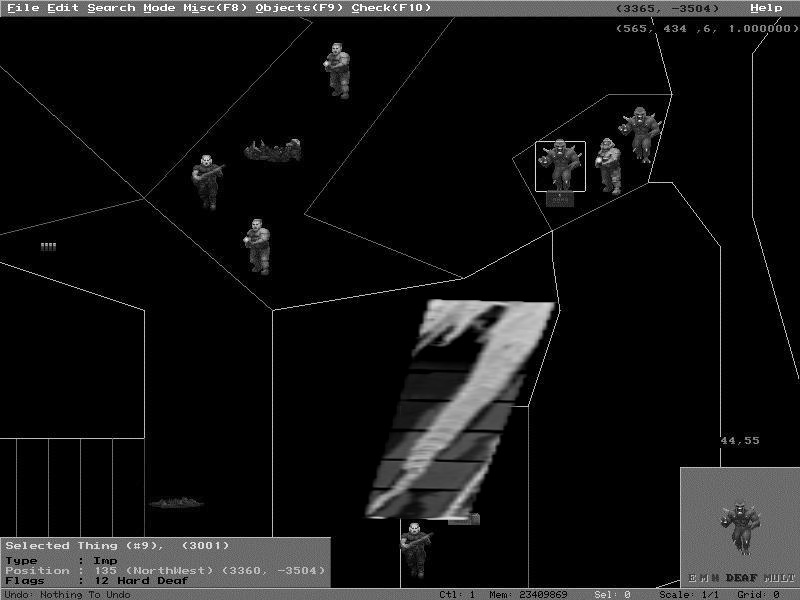 File Edit Search Mode Misc(F8) Objects(F9) Check(F10) (3365, -3504) Help
(565, 434 ,6, 1.000000)
44,55
Selected Thing (#9), (3001)
Type : Imp
Position : 135 (NorthWest) (3360, -3504)
Flags : 12 Hard Deaf
E M H DEAF MULT
Undo: Nothing To Undo Ctl: 1 Mem: 23409869 Sel: 0 Scale: 1/1 Grid: 0